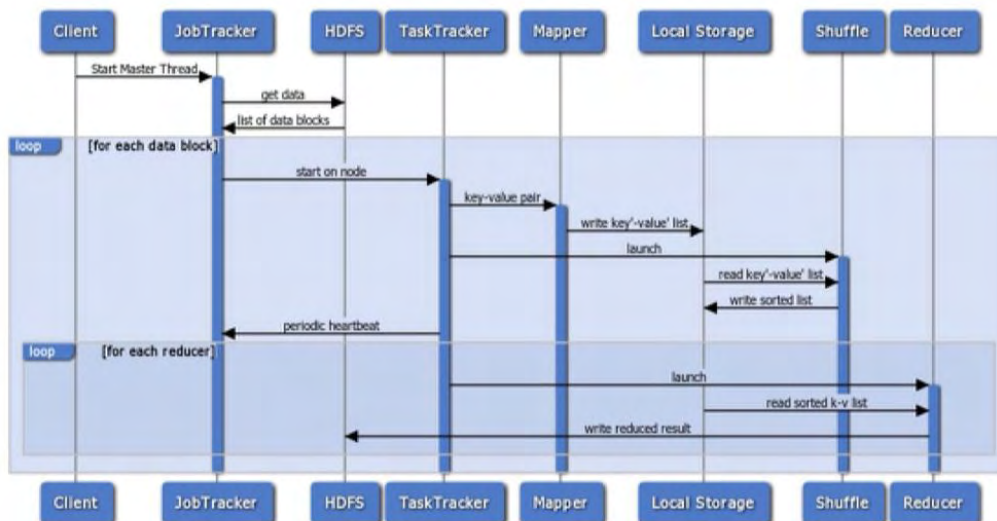 Client JobTracker HDFS TaskTracker Mapper Local Storage Shuffle Reducer
Start Master Thread
get data
list of data blocks
loop [for each data block]
start on node
key-value pair
write key'-value' list
launch
read key'-value' list
write sorted list
periodic heartbeat
loop [for each reducer]
launch
read sorted k-v list
write reduced result
Client JobTracker HDFS TaskTracker Mapper Local Storage Shuffle Reducer